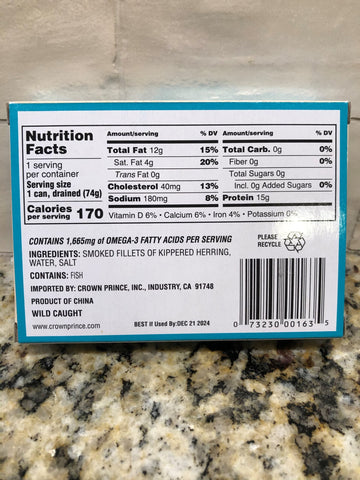 Nutrition
Facts
1 serving
per container
Serving size
1 can, drained (74g)
Calories
per serving 170
Amount/serving % DV
Total Fat 12g 15%
Sat. Fat 4g 20%
Trans Fat 0g
Cholesterol 40mg 13%
Sodium 180mg 8%
Amount/serving % DV
Total Carb. 0g 0%
Fiber 0g 0%
Total Sugars 0g
Incl. 0g Added Sugars 0%
Protein 15g
Vitamin D 6% • Calcium 6% • Iron 4% • Potassium 0%
CONTAINS 1,665mg of OMEGA-3 FATTY ACIDS PER SERVING
INGREDIENTS: SMOKED FILLETS OF KIPPERED HERRING,
WATER, SALT
CONTAINS: FISH
IMPORTED BY: CROWN PRINCE, INC., INDUSTRY, CA 91748
PRODUCT OF CHINA
WILD CAUGHT
www.crownprince.com
BEST If Used By:DEC 21 2024
PLEASE
RECYCLE
0 73230 00163 5